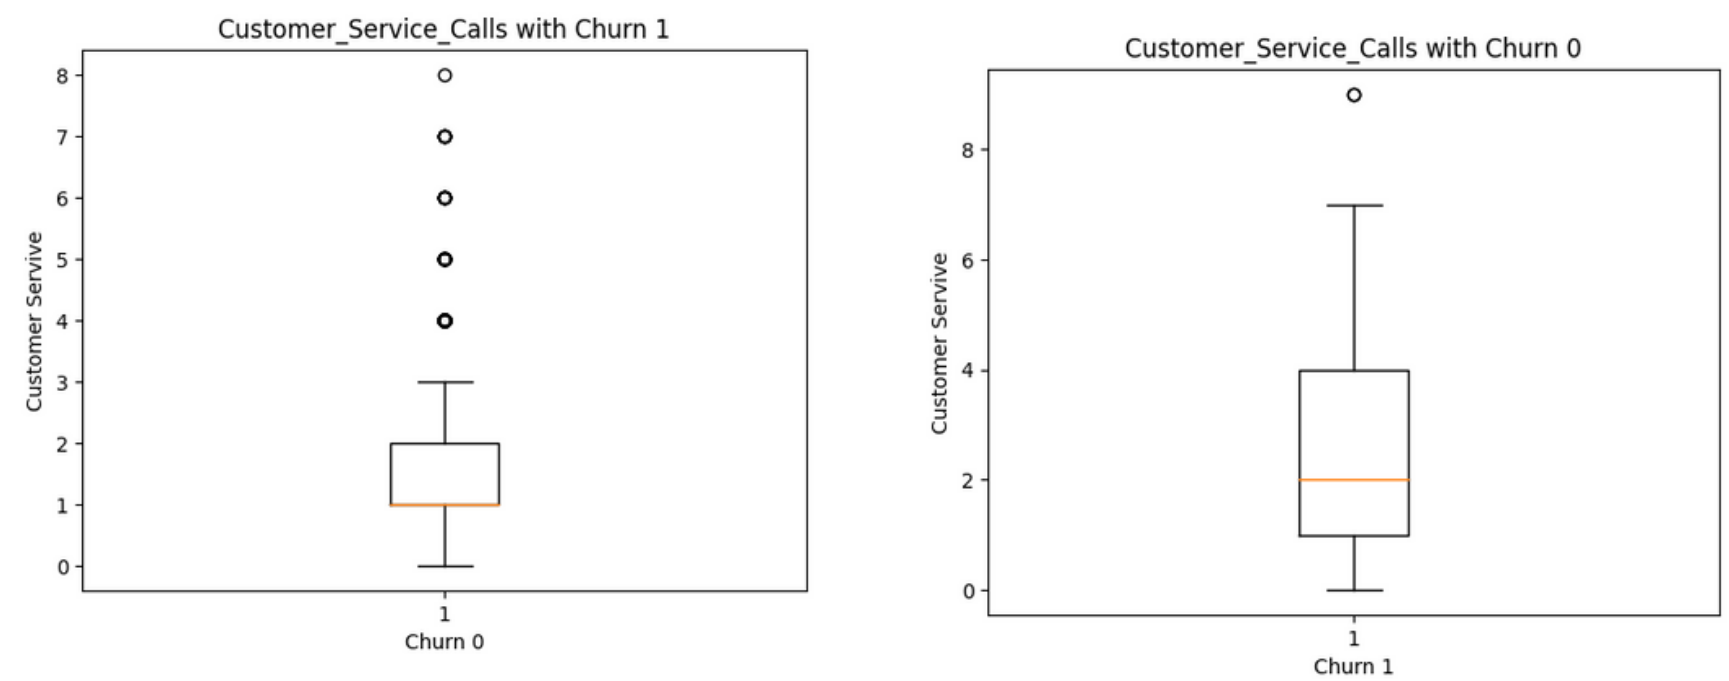 Customer_Service_Calls with Churn 1
8
7
6
5
4
3
2
1
0
Customer Servive
1
Churn 0
Customer_Service_Calls with Churn 0
8
6
4
2
0
Customer Servive
1
Churn 1